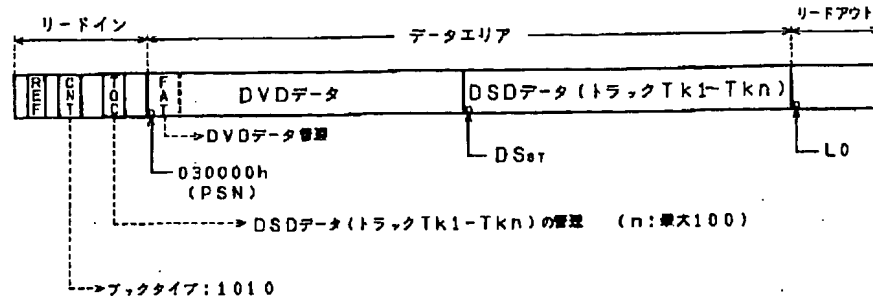 リードイン
データエリア
リードアウト
REF
CNT
TOC
FAT
DVDデータ
DSDデータ(トラックTk1~Tkn)
DVDデータ管理
030000h
(PSN)
DSST
LO
DSDデータ(トラックTk1-Tkn)の管理 (n:最大100)
ブックタイプ:1010